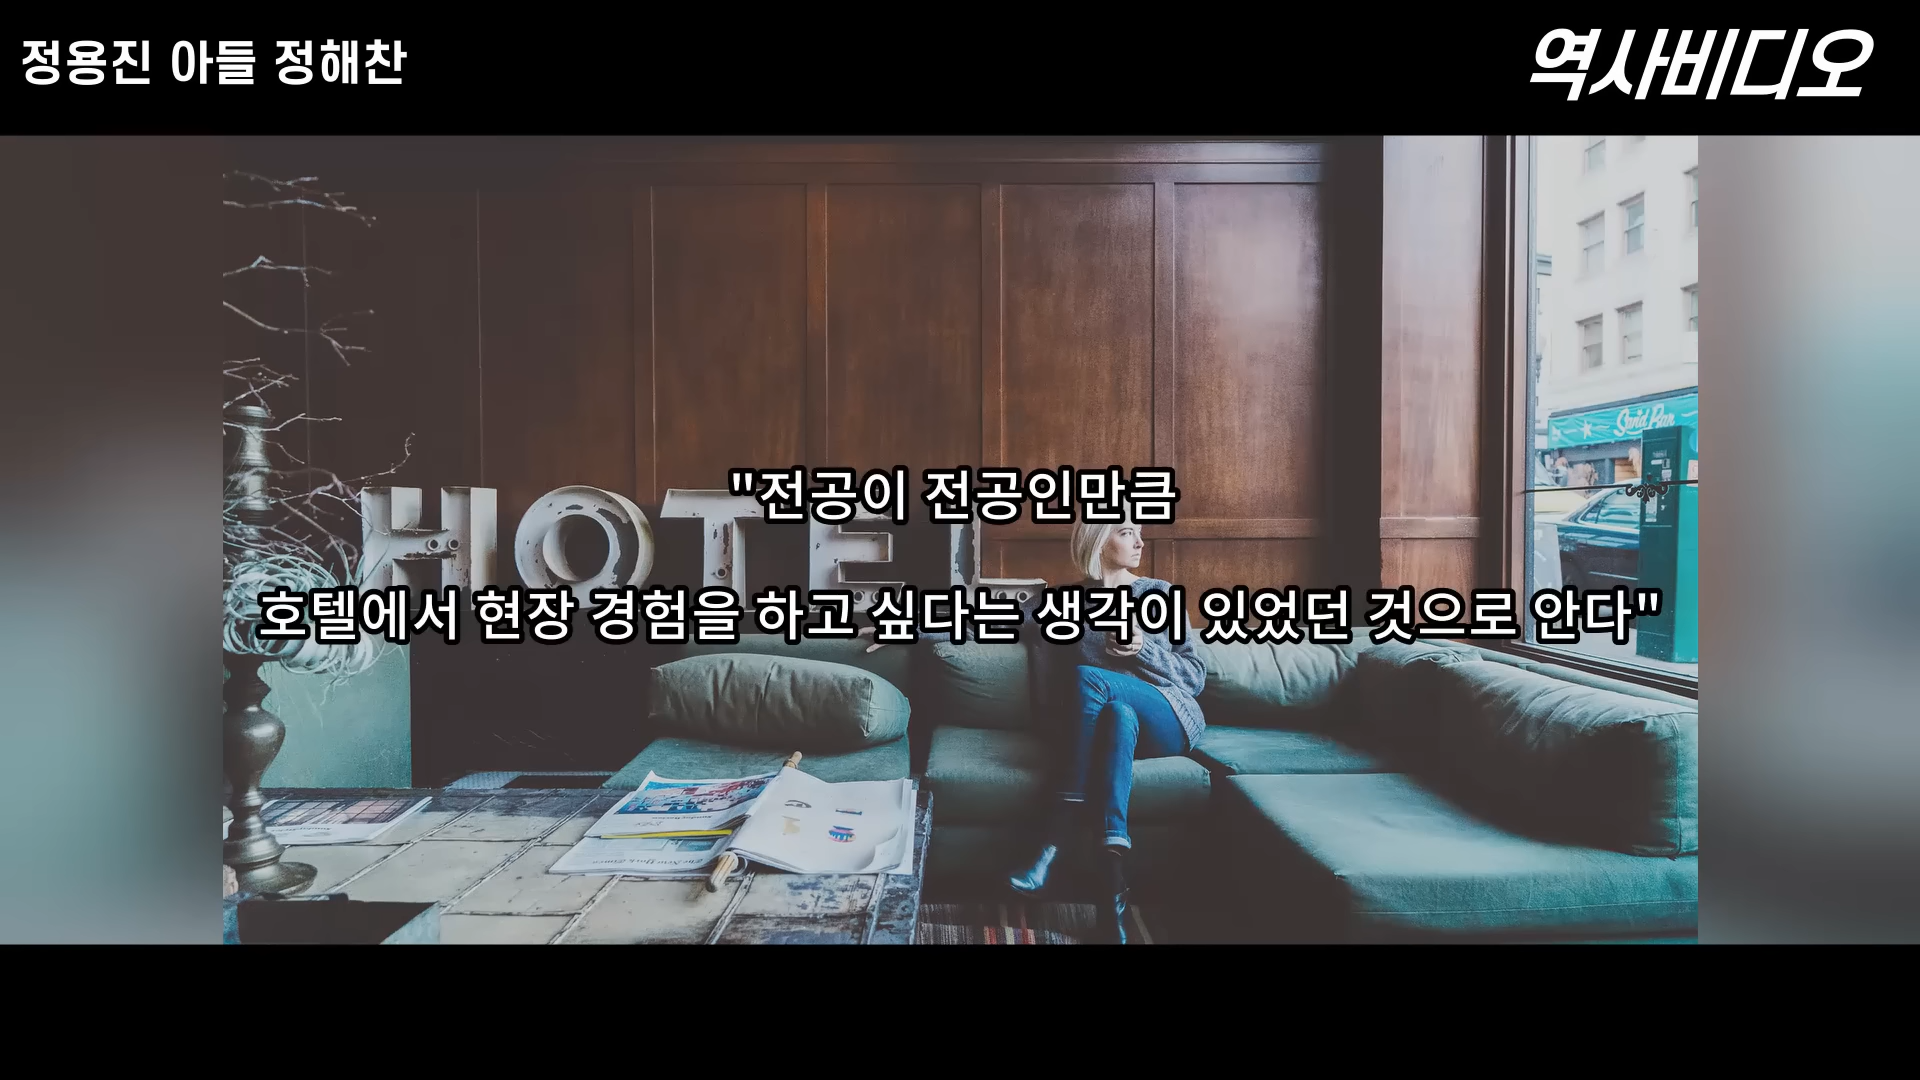 정용진 아들 정해찬
역사비디오
"전공이 전공인만큼
호텔에서 현장 경험을 하고 싶다는 생각이 있었던 것으로 안다"
HOTEL
Sand Bar